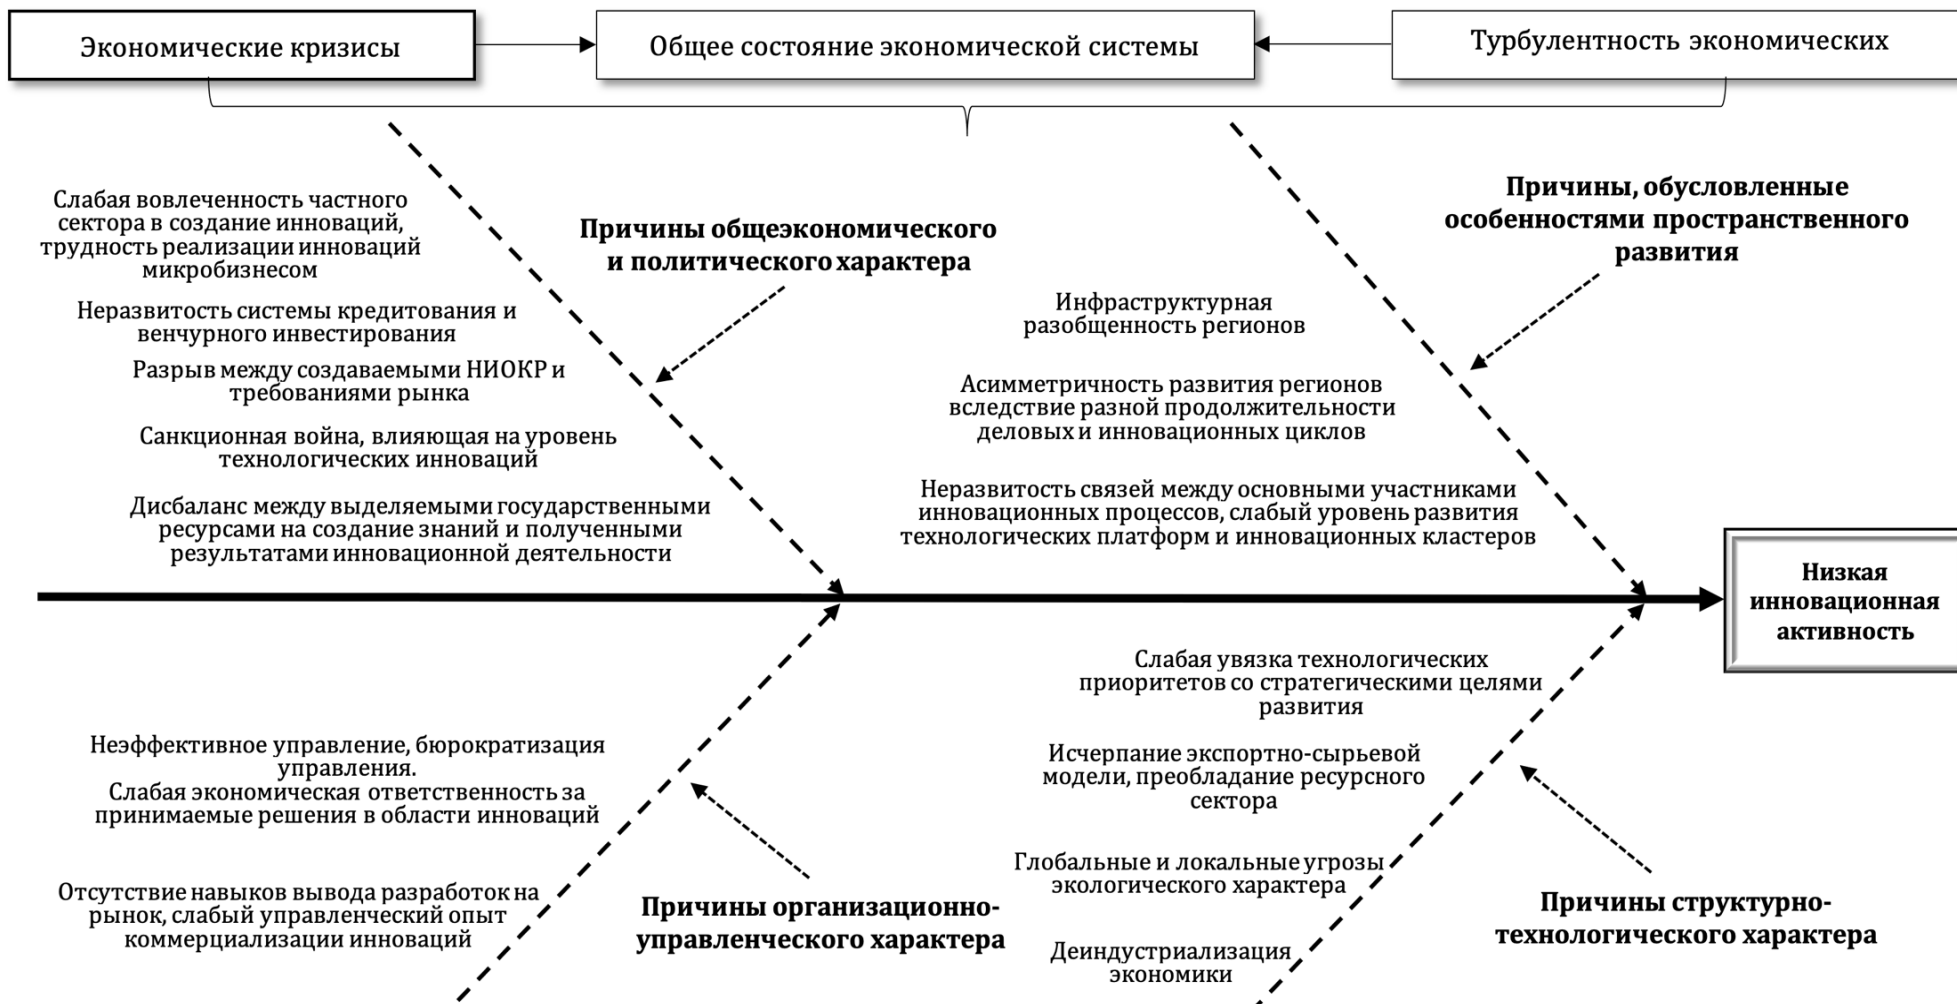 Экономические кризисы
Общее состояние экономической системы
Турбулентность экономических
Слабая вовлеченность частного
сектора в создание инноваций,
трудность реализации инноваций
микробизнесом
Причины общеэкономического
и политического характера
Неразвитость системы кредитования и
венчурного инвестирования
Разрыв между создаваемыми НИОКР и
требованиями рынка
Санкционная война, влияющая на уровень
технологических инноваций
Дисбаланс между выделяемыми государственными
ресурсами на создание знаний и полученными
результатами инновационной деятельности
Причины, обусловленные
особенностями пространственного
развития
Инфраструктурная
разобщенность регионов
Асимметричность развития регионов
вследствие разной продолжительности
деловых и инновационных циклов
Неразвитость связей между основными участниками
инновационных процессов, слабый уровень развития
технологических платформ и инновационных кластеров
Низкая
инновационная
активность
Неэффективное управление, бюрократизация
управления.
Слабая экономическая ответственность за
принимаемые решения в области инноваций
Отсутствие навыков вывода разработок на
рынок, слабый управленческий опыт
коммерциализации инноваций
Причины организационно-
управленческого характера
Слабая увязка технологических
приоритетов со стратегическими целями
развития
Исчерпание экспортно-сырьевой
модели, преобладание ресурсного
сектора
Глобальные и локальные угрозы
экологического характера
Деиндустриализация
экономики
Причины структурно-
технологического характера